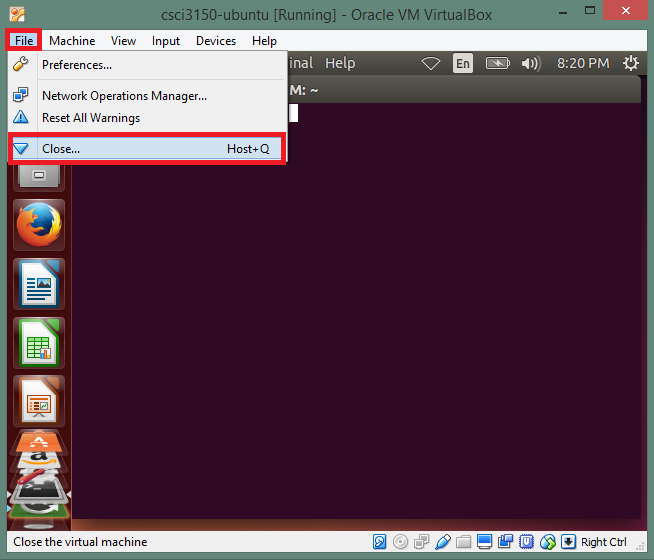 csci3150-ubuntu [Running] - Oracle VM VirtualBox
File Machine View Input Devices Help
Preferences...
Network Operations Manager...
Reset All Warnings
Close... Host+Q
inal Help En 8:20 PM
M: ~
Close the virtual machine Right Ctrl